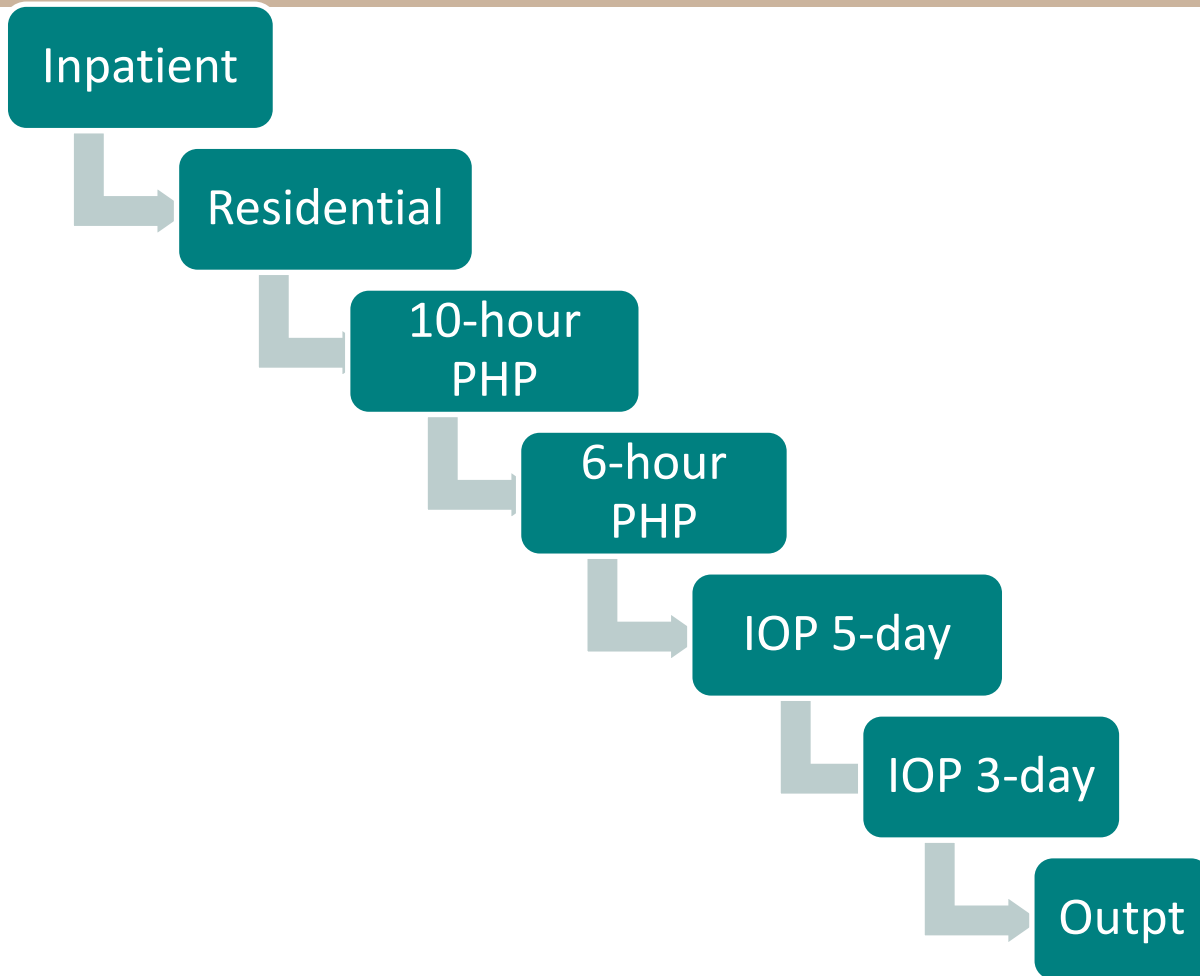 Inpatient
Residential
10-hour
PHP
6-hour
PHP
IOP 5-day
IOP 3-day
Outpt